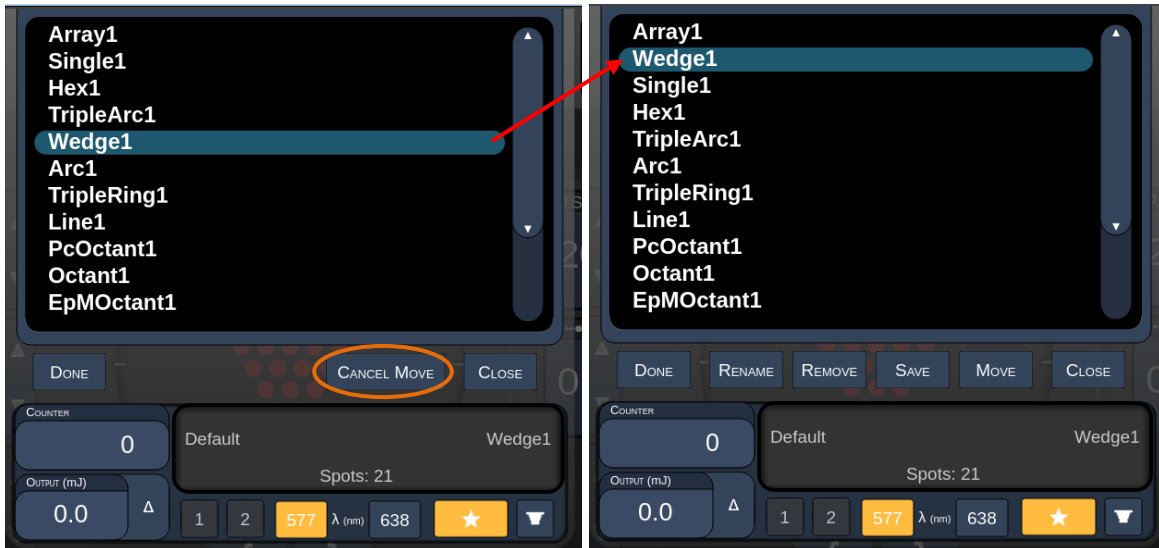 Array1
Single1
Hex1
TripleArc1
Wedge1
Arc1
TripleRing1
Line1
PcOctant1
Octant1
EpMOctant1
DONE CANCEL MOVE CLOSE
COUNTER
0
Default Wedge1
Spots: 21
OUTPUT (mJ)
0.0 Δ
1 2 577 λ (nm) 638
Array1
Wedge1
Single1
Hex1
TripleArc1
Arc1
TripleRing1
Line1
PcOctant1
Octant1
EpMOctant1
DONE RENAME REMOVE SAVE MOVE CLOSE
COUNTER
0
Default Wedge1
Spots: 21
OUTPUT (mJ)
0.0 Δ
1 2 577 λ (nm) 638